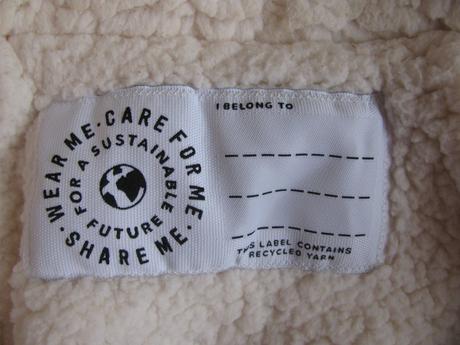 WEAR ME · CARE FOR ME · SHARE ME ·
FOR A SUSTAINABLE FUTURE
I BELONG TO
THIS LABEL CONTAINS
RECYCLED YARN